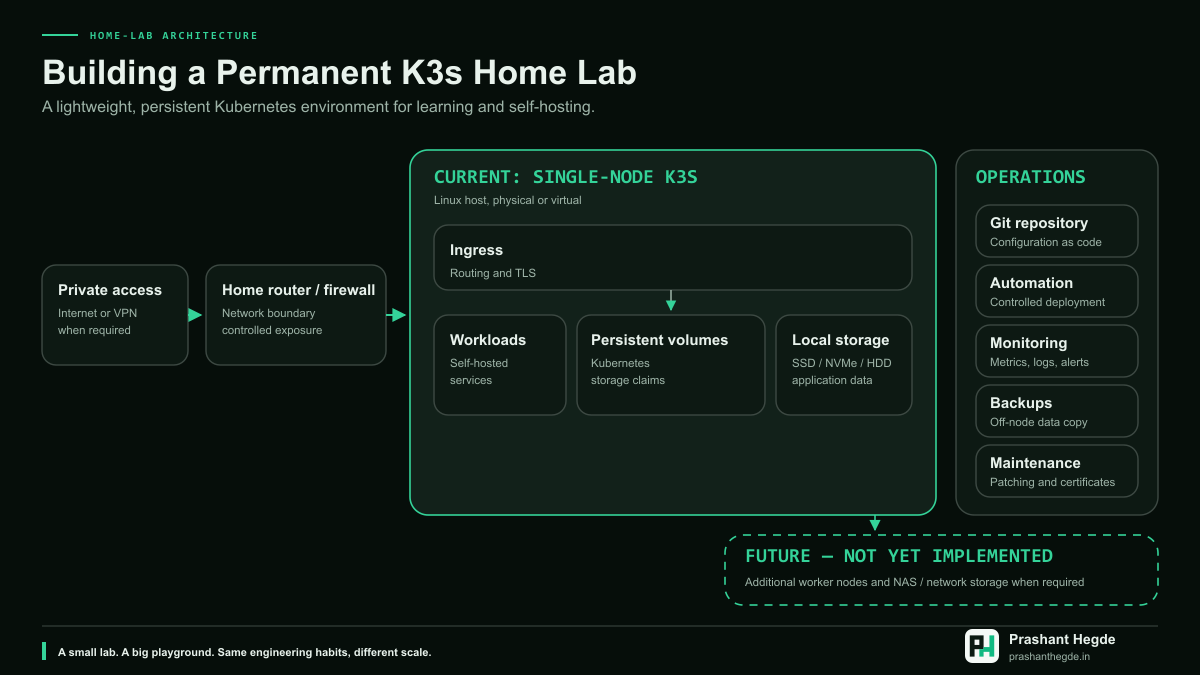 HOME-LAB ARCHITECTURE
Building a Permanent K3s Home Lab
A lightweight, persistent Kubernetes environment for learning and self-hosting.
Private access
Internet or VPN
when required
Home router / firewall
Network boundary
controlled exposure
CURRENT: SINGLE-NODE K3S
Linux host, physical or virtual
Ingress
Routing and TLS
Workloads
Self-hosted
services
Persistent volumes
Kubernetes
storage claims
Local storage
SSD / NVMe / HDD
application data
OPERATIONS
Git repository
Configuration as code
Automation
Controlled deployment
Monitoring
Metrics, logs, alerts
Backups
Off-node data copy
Maintenance
Patching and certificates
FUTURE — NOT YET IMPLEMENTED
Additional worker nodes and NAS / network storage when required
A small lab. A big playground. Same engineering habits, different scale.
PH
Prashant Hegde
prashanthegde.in